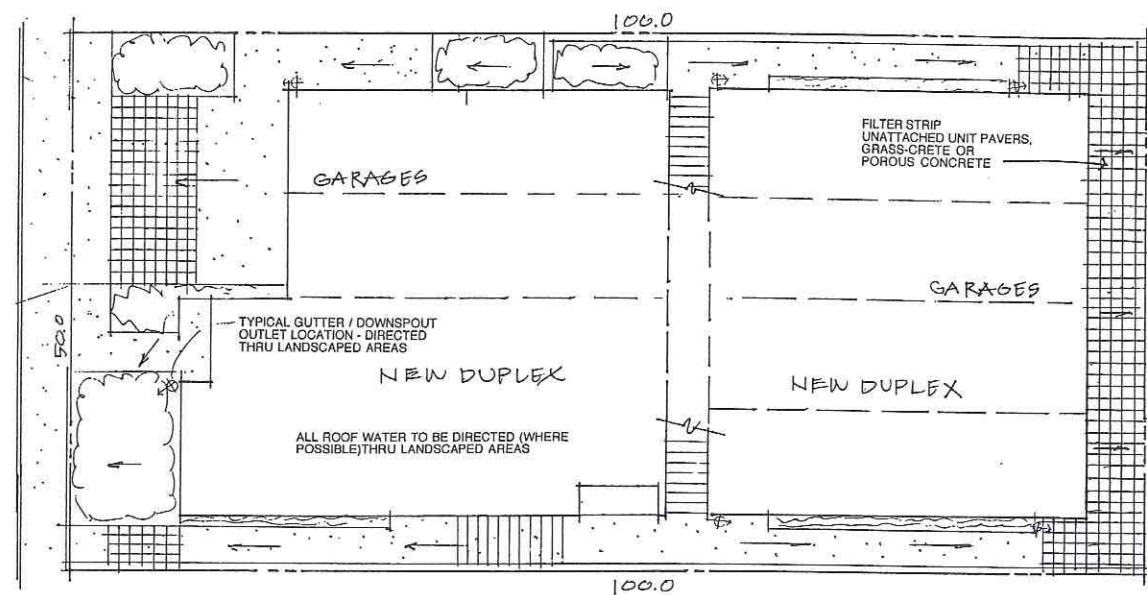 100.0
FILTER STRIP
UNATTACHED UNIT PAVERS,
GRASS-CRETE OR
POROUS CONCRETE
GARAGES
GARAGES
50.0
TYPICAL GUTTER / DOWNSPOUT
OUTLET LOCATION - DIRECTED
THRU LANDSCAPED AREAS
NEW DUPLEX
NEW DUPLEX
ALL ROOF WATER TO BE DIRECTED (WHERE
POSSIBLE)THRU LANDSCAPED AREAS
100.0